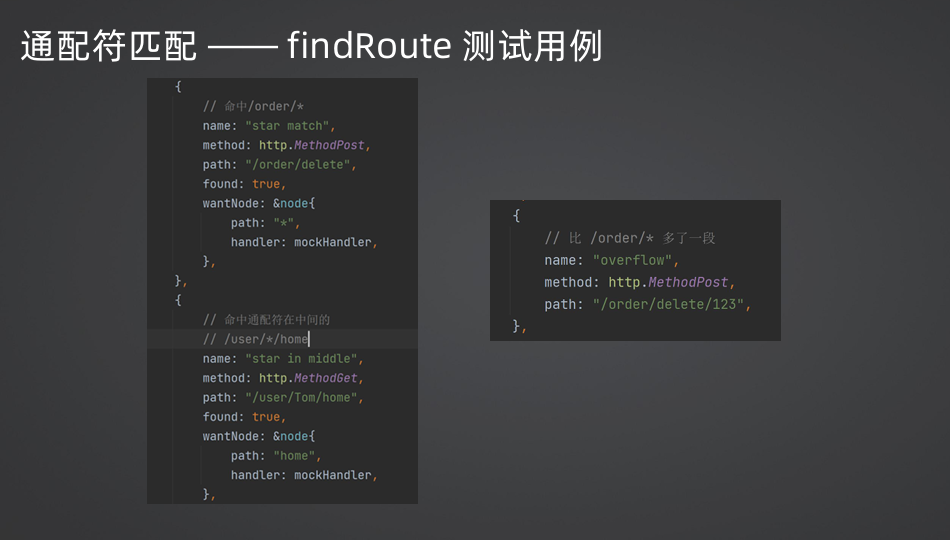 通配符匹配 —— findRoute 测试用例
{
// 命中/order/*
name: "star match",
method: http.MethodPost,
path: "/order/delete",
found: true,
wantNode: &node{
path: "*",
handler: mockHandler,
},
},
{
// 命中通配符在中间的
// /user/*/home
name: "star in middle",
method: http.MethodGet,
path: "/user/Tom/home",
found: true,
wantNode: &node{
path: "home",
handler: mockHandler,
},
{
// 比 /order/* 多了一段
name: "overflow",
method: http.MethodPost,
path: "/order/delete/123",
},